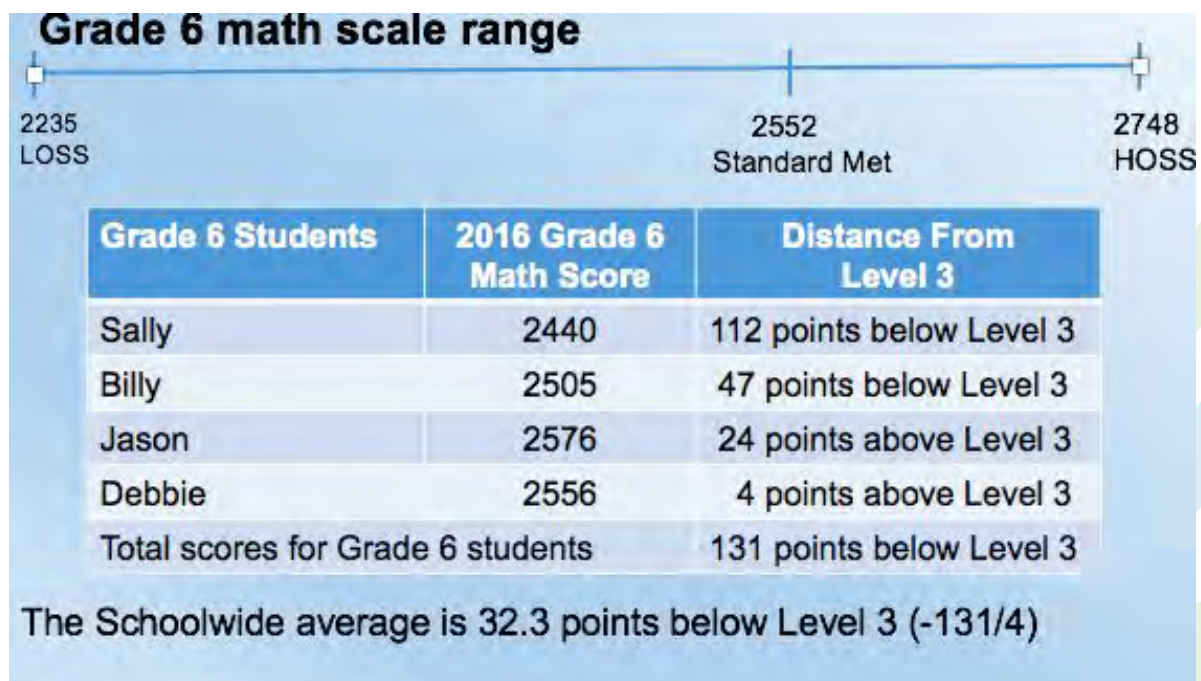 Grade 6 math scale range
2235 2552 2748
LOSS Standard Met HOSS
Grade 6 Students 2016 Grade 6 Math Score Distance From Level 3
Sally 2440 112 points below Level 3
Billy 2505 47 points below Level 3
Jason 2576 24 points above Level 3
Debbie 2556 4 points above Level 3
Total scores for Grade 6 students 131 points below Level 3
The Schoolwide average is 32.3 points below Level 3 (-131/4)